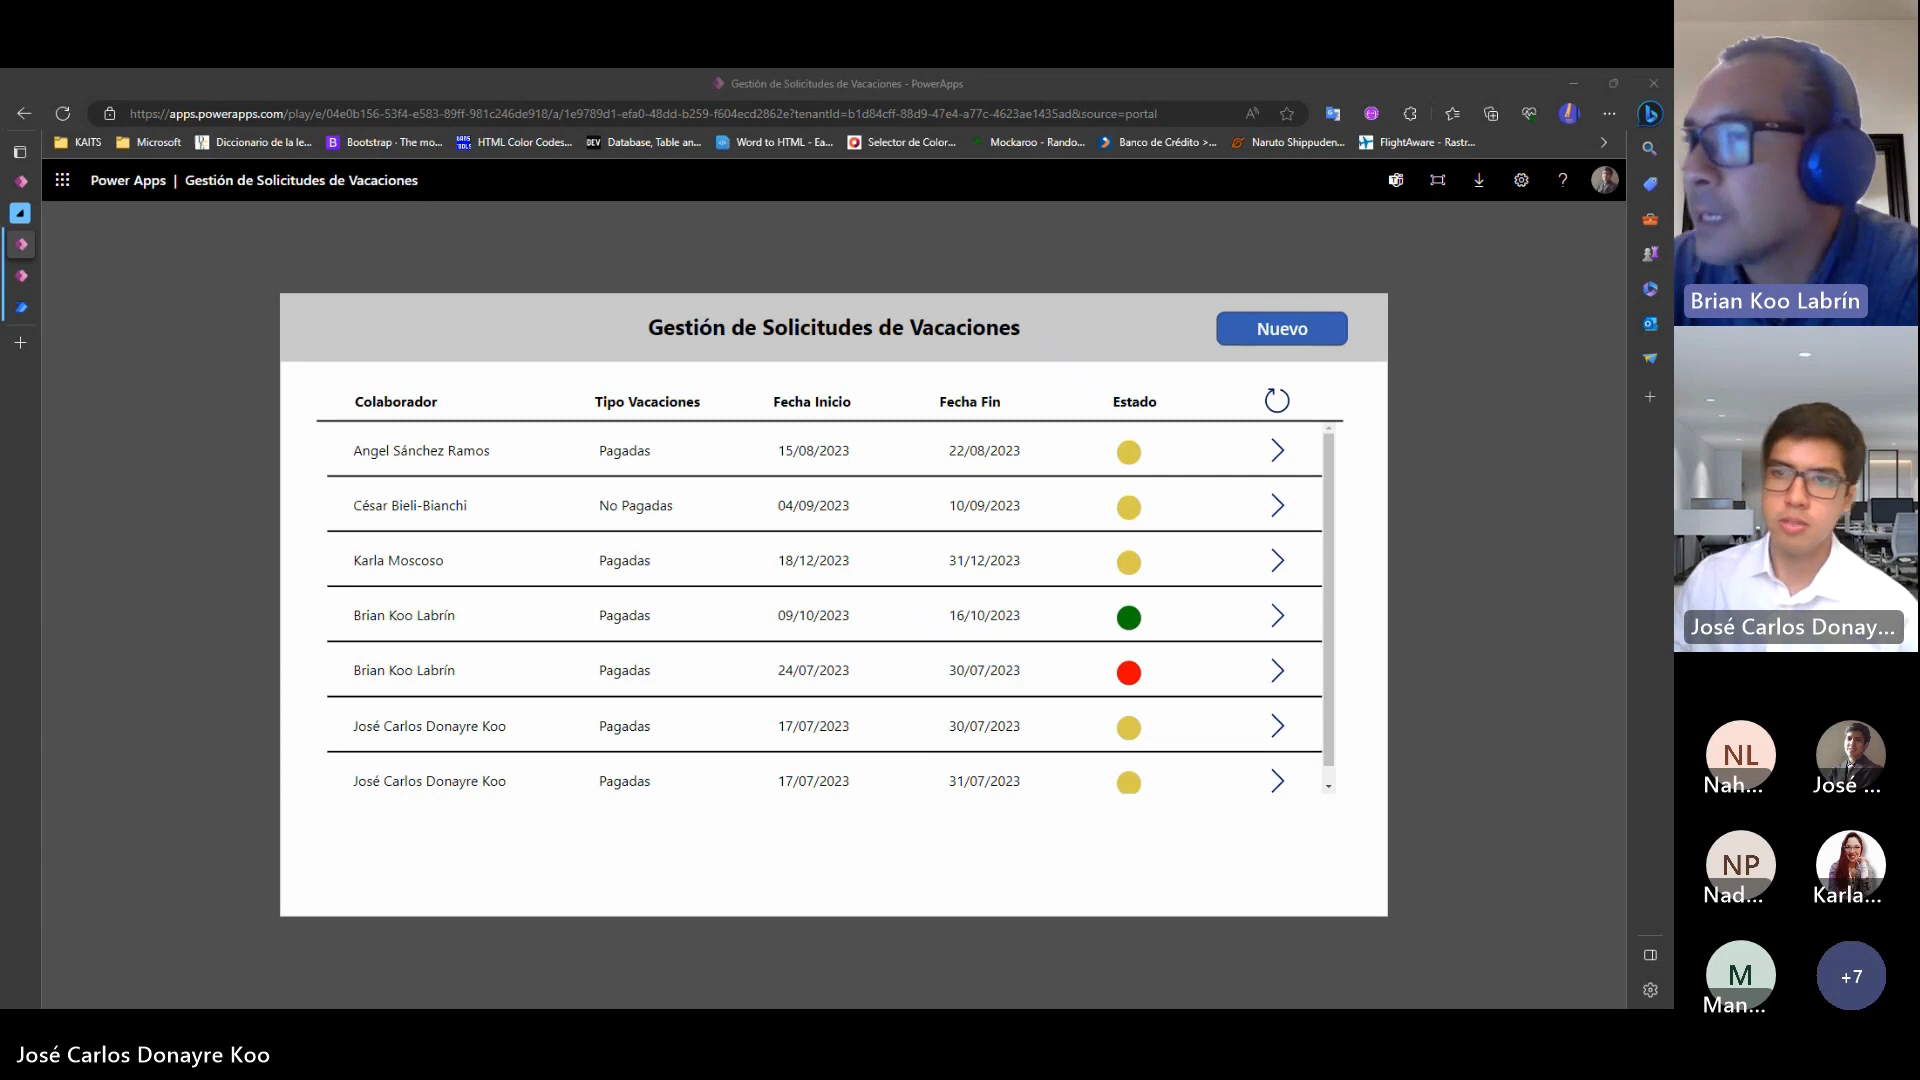 Gestión de Solicitudes de Vacaciones - PowerApps
https://apps.powerapps.com/play/e/04e0b156-53f4-e583-89ff-981c246de918/a/1e9789d1-efa0-48dd-b259-f604ecd2862e?tenantId=b1d84cff-88d9-47e4-a77c-4623ae1435ad&source=portal
KAITS
Microsoft
Diccionario de la le...
Bootstrap · The mo...
HTML Color Codes...
Database, Table an...
Word to HTML - Ea...
Selector de Color...
Mockaroo - Rando...
Banco de Crédito >...
Naruto Shippuden...
FlightAware - Rastr...
Power Apps | Gestión de Solicitudes de Vacaciones
Gestión de Solicitudes de Vacaciones
Nuevo
Colaborador Tipo Vacaciones Fecha Inicio Fecha Fin Estado
Angel Sánchez Ramos Pagadas 15/08/2023 22/08/2023
César Bieli-Bianchi No Pagadas 04/09/2023 10/09/2023
Karla Moscoso Pagadas 18/12/2023 31/12/2023
Brian Koo Labrín Pagadas 09/10/2023 16/10/2023
Brian Koo Labrín Pagadas 24/07/2023 30/07/2023
José Carlos Donayre Koo Pagadas 17/07/2023 30/07/2023
José Carlos Donayre Koo Pagadas 17/07/2023 31/07/2023
Brian Koo Labrín
José Carlos Donay...
NL
Nah...
José ...
NP
Nad...
Karla...
M
Man...
+7
José Carlos Donayre Koo